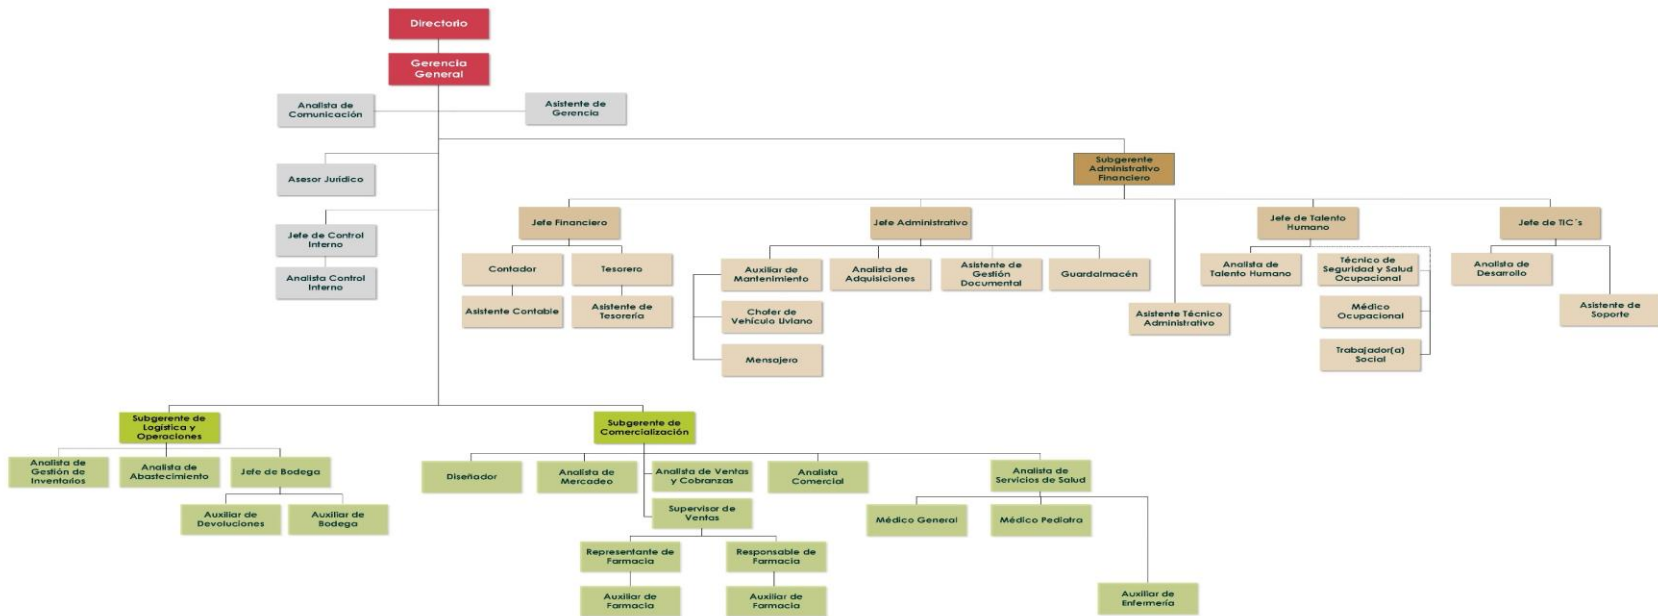 Directorio
Gerencia
General
Analista de
Comunicación
Asistente de
Gerencia
Asesor Jurídico
Subgerente
Administrativo
Financiero
Jefe de Control
Interno
Analista Control
Interno
Jefe Financiero
Jefe Administrativo
Jefe de Talento
Humano
Jefe de TIC´s
Contador
Tesorero
Auxiliar de
Mantenimiento
Analista de
Adquisiciones
Asistente de
Gestión
Documental
Guardalmacén
Analista de
Talento Humano
Técnico de
Seguridad y Salud
Ocupacional
Analista de
Desarrollo
Asistente Contable
Asistente de
Tesorería
Chofer de
Vehículo Liviano
Asistente Técnico
Administrativo
Médico
Ocupacional
Asistente de
Soporte
Mensajero
Trabajador(a)
Social
Subgerente de
Logística y
Operaciones
Subgerente de
Comercialización
Analista de
Gestión de
Inventarios
Analista de
Abastecimiento
Jefe de Bodega
Diseñador
Analista de
Mercadeo
Analista de Ventas
y Cobranzas
Analista
Comercial
Analista de
Servicios de Salud
Auxiliar de
Devoluciones
Auxiliar de
Bodega
Supervisor de
Ventas
Médico General
Médico Pediatra
Representante de
Farmacia
Responsable de
Farmacia
Auxiliar de
Farmacia
Auxiliar de
Farmacia
Auxiliar de
Enfermería